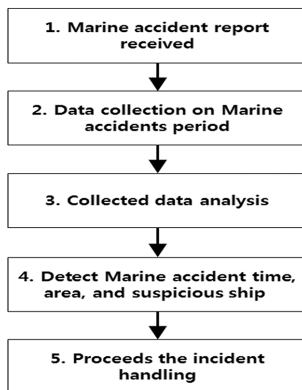 1. Marine accident report
received
2. Data collection on Marine
accidents period
3. Collected data analysis
4. Detect Marine accident time,
area, and suspicious ship
5. Proceeds the incident
handling